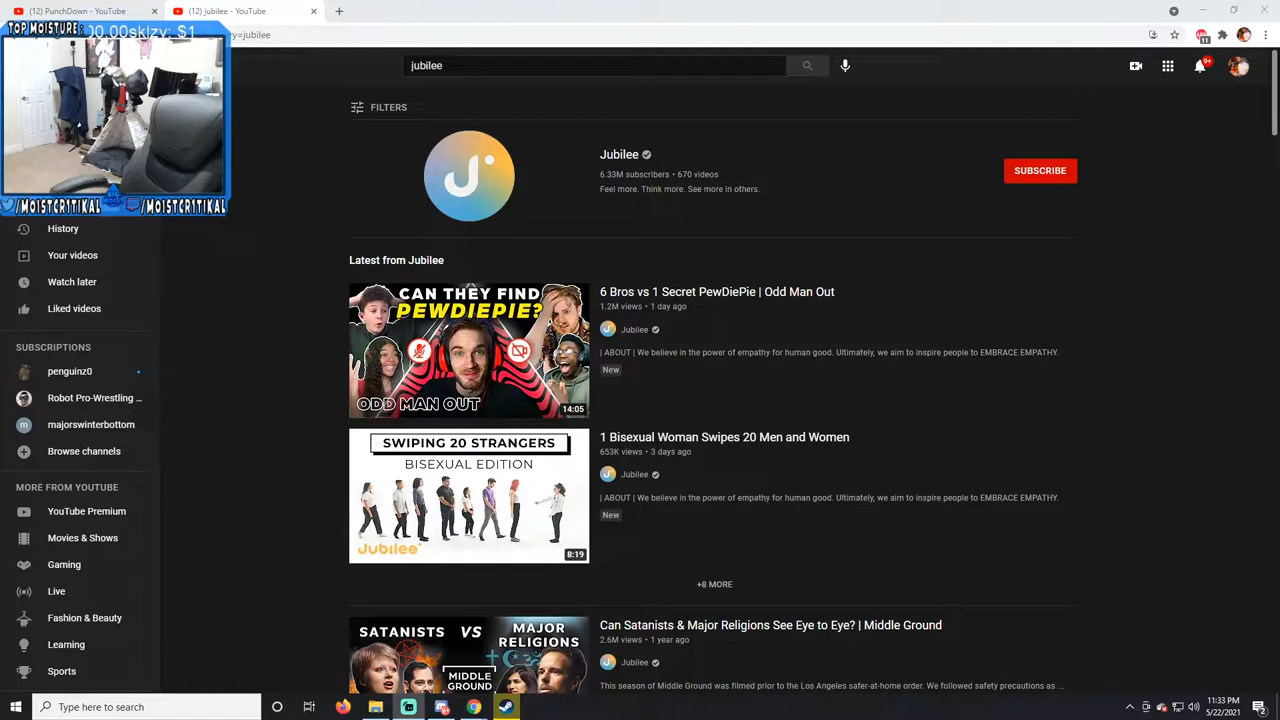 (12) PunchDown - YouTube
(12) jubilee - YouTube
TOP MOISTURE
00.00sklzy: $1
y=jubilee
/MOISTCR1TIKAL
/MOISTCR1TIKAL
jubilee
11
9+
FILTERS
Jubilee
6.33M subscribers • 670 videos
Feel more. Think more. See more in others.
SUBSCRIBE
History
Your videos
Watch later
Liked videos
SUBSCRIPTIONS
penguinz0
Robot Pro-Wrestling ...
majorswinterbottom
Browse channels
MORE FROM YOUTUBE
YouTube Premium
Movies & Shows
Gaming
Live
Fashion & Beauty
Learning
Sports
Latest from Jubilee
CAN THEY FIND
PEWDIEPIE?
ODD MAN OUT
14:05
6 Bros vs 1 Secret PewDiePie | Odd Man Out
1.2M views • 1 day ago
Jubilee
| ABOUT | We believe in the power of empathy for human good. Ultimately, we aim to inspire people to EMBRACE EMPATHY.
New
SWIPING 20 STRANGERS
BISEXUAL EDITION
Jubilee
8:19
1 Bisexual Woman Swipes 20 Men and Women
653K views • 3 days ago
Jubilee
| ABOUT | We believe in the power of empathy for human good. Ultimately, we aim to inspire people to EMBRACE EMPATHY.
New
+8 MORE
SATANISTS VS MAJOR RELIGIONS
MIDDLE
GROUND
Can Satanists & Major Religions See Eye to Eye? | Middle Ground
2.6M views • 1 year ago
Jubilee
This season of Middle Ground was filmed prior to the Los Angeles safer-at-home order. We followed safety precautions as ...
Type here to search
11:33 PM
5/22/2021
2